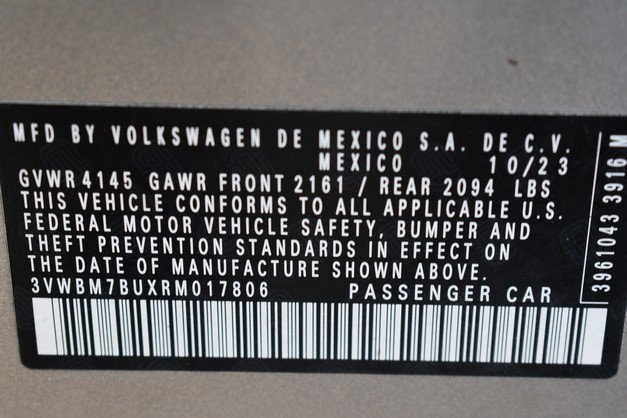 MFD BY VOLKSWAGEN DE MEXICO S.A. DE C.V.
MEXICO 10/23
GVWR 4145 GAWR FRONT 2161 / REAR 2094 LBS
THIS VEHICLE CONFORMS TO ALL APPLICABLE U.S.
FEDERAL MOTOR VEHICLE SAFETY, BUMPER AND
THEFT PREVENTION STANDARDS IN EFFECT ON
THE DATE OF MANUFACTURE SHOWN ABOVE.
3VWBM7BUXRM017806 PASSENGER CAR
3961043 3916 M